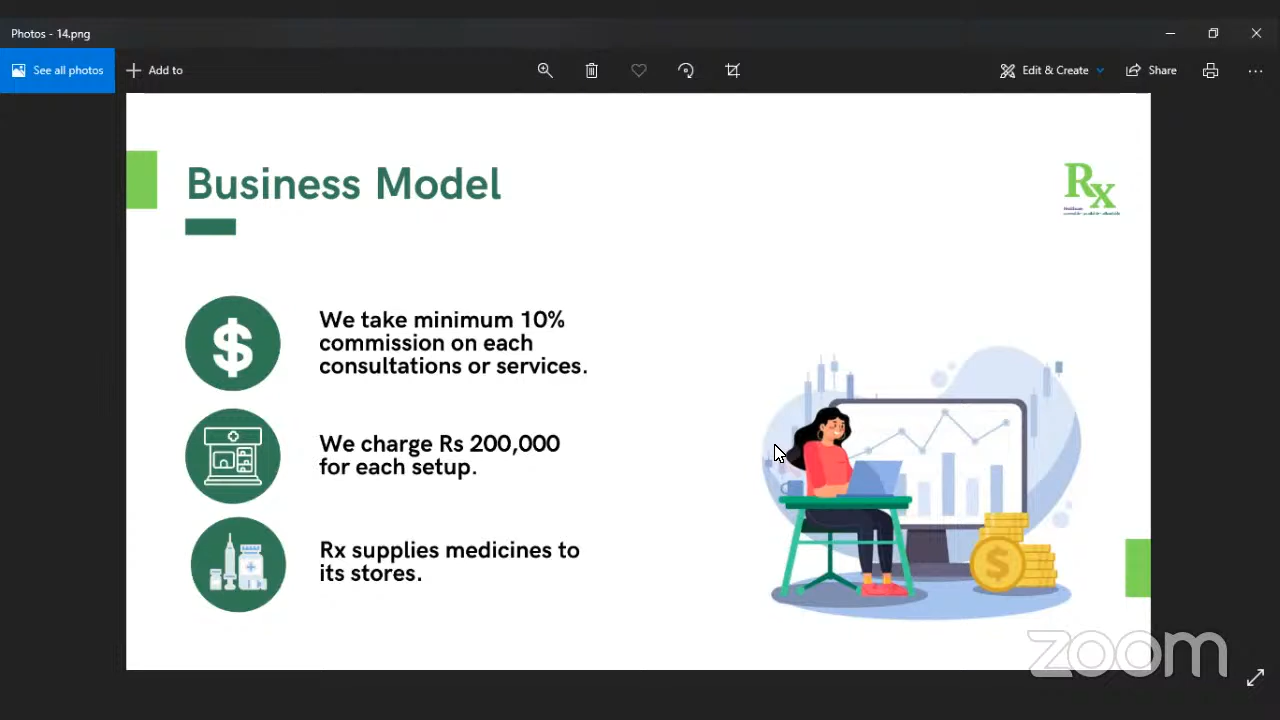 Photos - 14.png
See all photos
Add to
Edit & Create
Share
Business Model
Rx
We take minimum 10%
commission on each
consultations or services.
We charge Rs 200,000
for each setup.
Rx supplies medicines to
its stores.
zoom